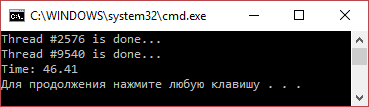 C:\WINDOWS\system32\cmd.exe
Thread #2576 is done...
Thread #9540 is done...
Time: 46.41
Для продолжения нажмите любую клавишу . . .